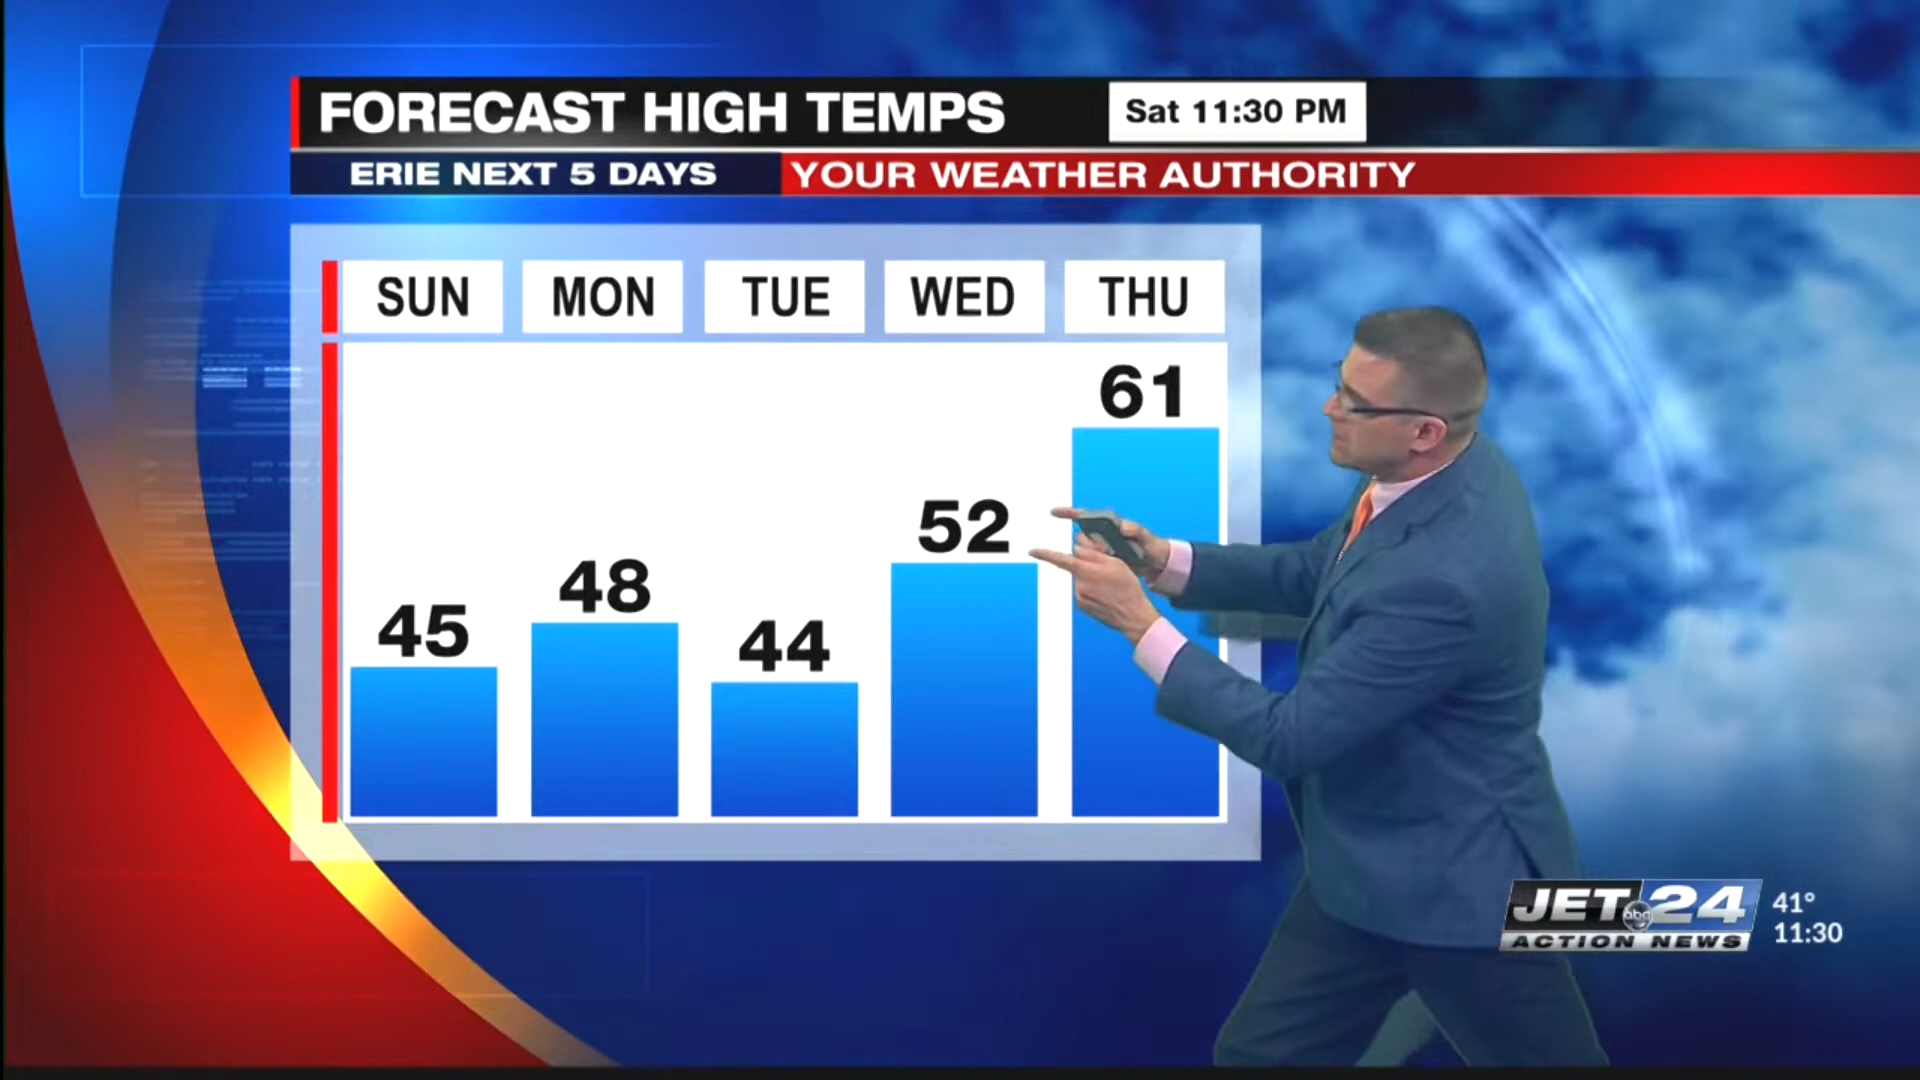 FORECAST HIGH TEMPS
Sat 11:30 PM
ERIE NEXT 5 DAYS
YOUR WEATHER AUTHORITY
SUN MON TUE WED THU
45 48 44 52 61
JET 24
abc
ACTION NEWS
41°
11:30